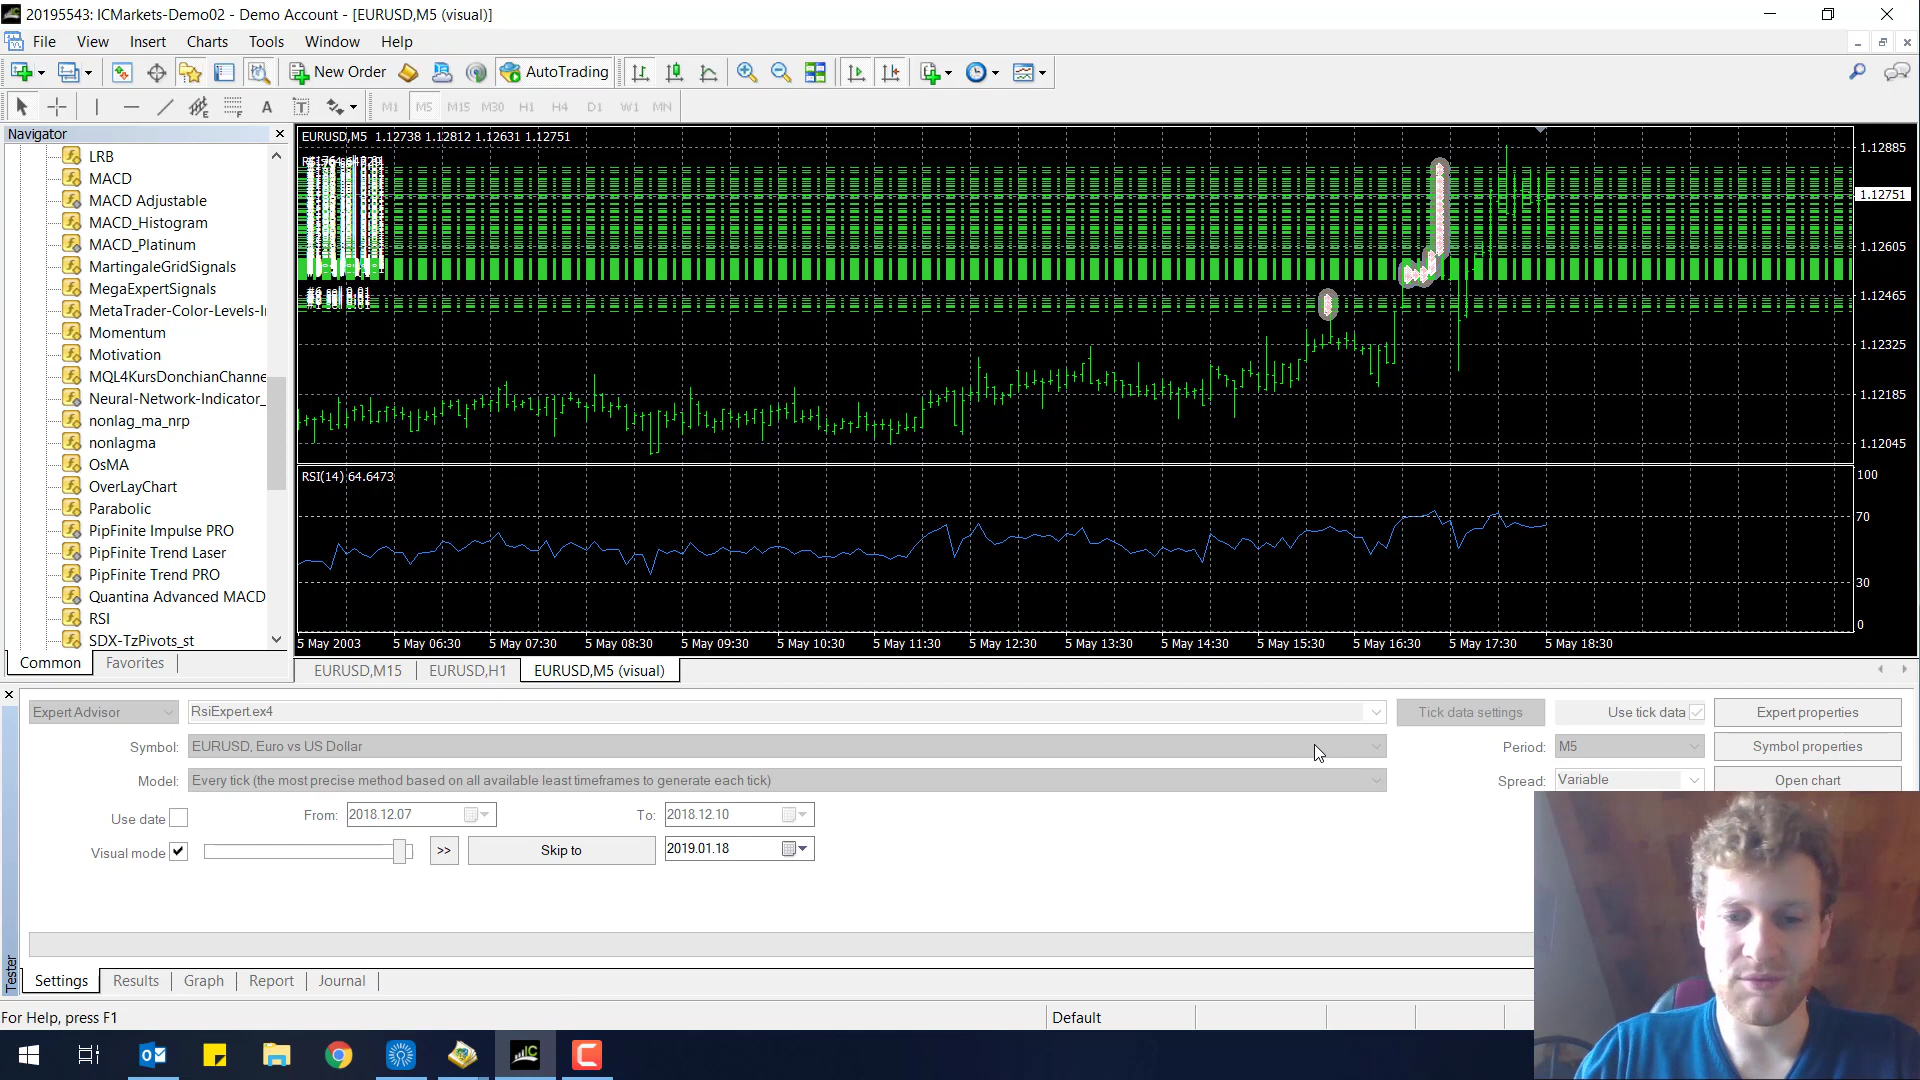 20195543: ICMarkets-Demo02 - Demo Account - [EURUSD,M5 (visual)]
File View Insert Charts Tools Window Help
New Order AutoTrading
M1 M5 M15 M30 H1 H4 D1 W1 MN
Navigator
LRB
MACD
MACD Adjustable
MACD_Histogram
MACD_Platinum
MartingaleGridSignals
MegaExpertSignals
MetaTrader-Color-Levels-I
Momentum
Motivation
MQL4KursDonchianChanne
Neural-Network-Indicator_
nonlag_ma_nrp
nonlagma
OsMA
OverLayChart
Parabolic
PipFinite Impulse PRO
PipFinite Trend Laser
PipFinite Trend PRO
Quantina Advanced MACD
RSI
SDX-TzPivots_st
Common Favorites
EURUSD,M5 1.12738 1.12812 1.12631 1.12751
1.12885
1.12751
1.12605
1.12465
1.12325
1.12185
1.12045
RSI(14) 64.6473
100
70
30
0
5 May 2003 5 May 06:30 5 May 07:30 5 May 08:30 5 May 09:30 5 May 10:30 5 May 11:30 5 May 12:30 5 May 13:30 5 May 14:30 5 May 15:30 5 May 16:30 5 May 17:30 5 May 18:30
EURUSD,M15 EURUSD,H1 EURUSD,M5 (visual)
Expert Advisor RsiExpert.ex4 Tick data settings Use tick data Expert properties
Symbol: EURUSD, Euro vs US Dollar Period: M5 Symbol properties
Model: Every tick (the most precise method based on all available least timeframes to generate each tick) Spread: Variable Open chart
Use date From: 2018.12.07 To: 2018.12.10
Visual mode >> Skip to 2019.01.18
Tester
Settings Results Graph Report Journal
For Help, press F1 Default